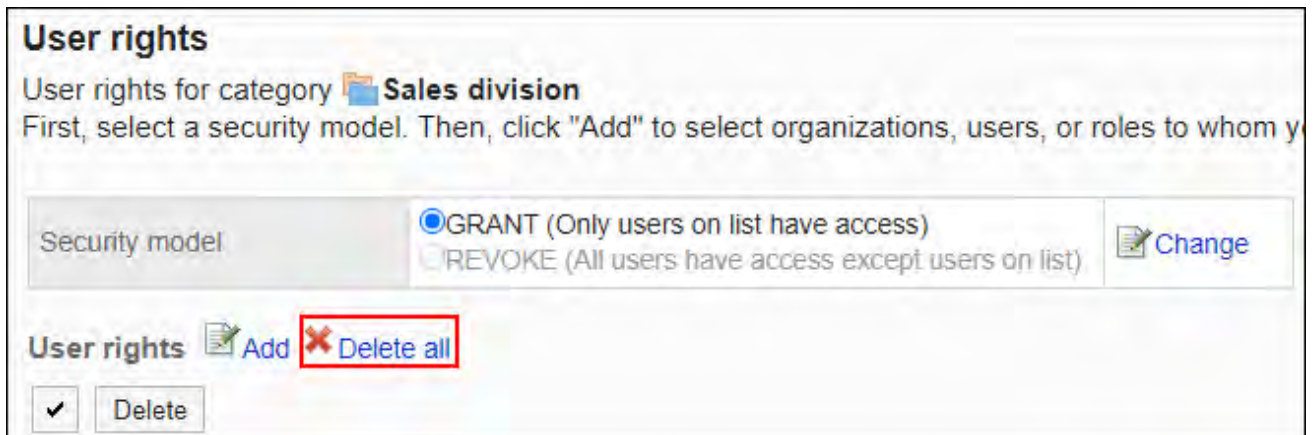 User rights
User rights for category Sales division
First, select a security model. Then, click "Add" to select organizations, users, or roles to whom
Security model
GRANT (Only users on list have access)
REVOKE (All users have access except users on list)
Change
User rights Add Delete all
Delete